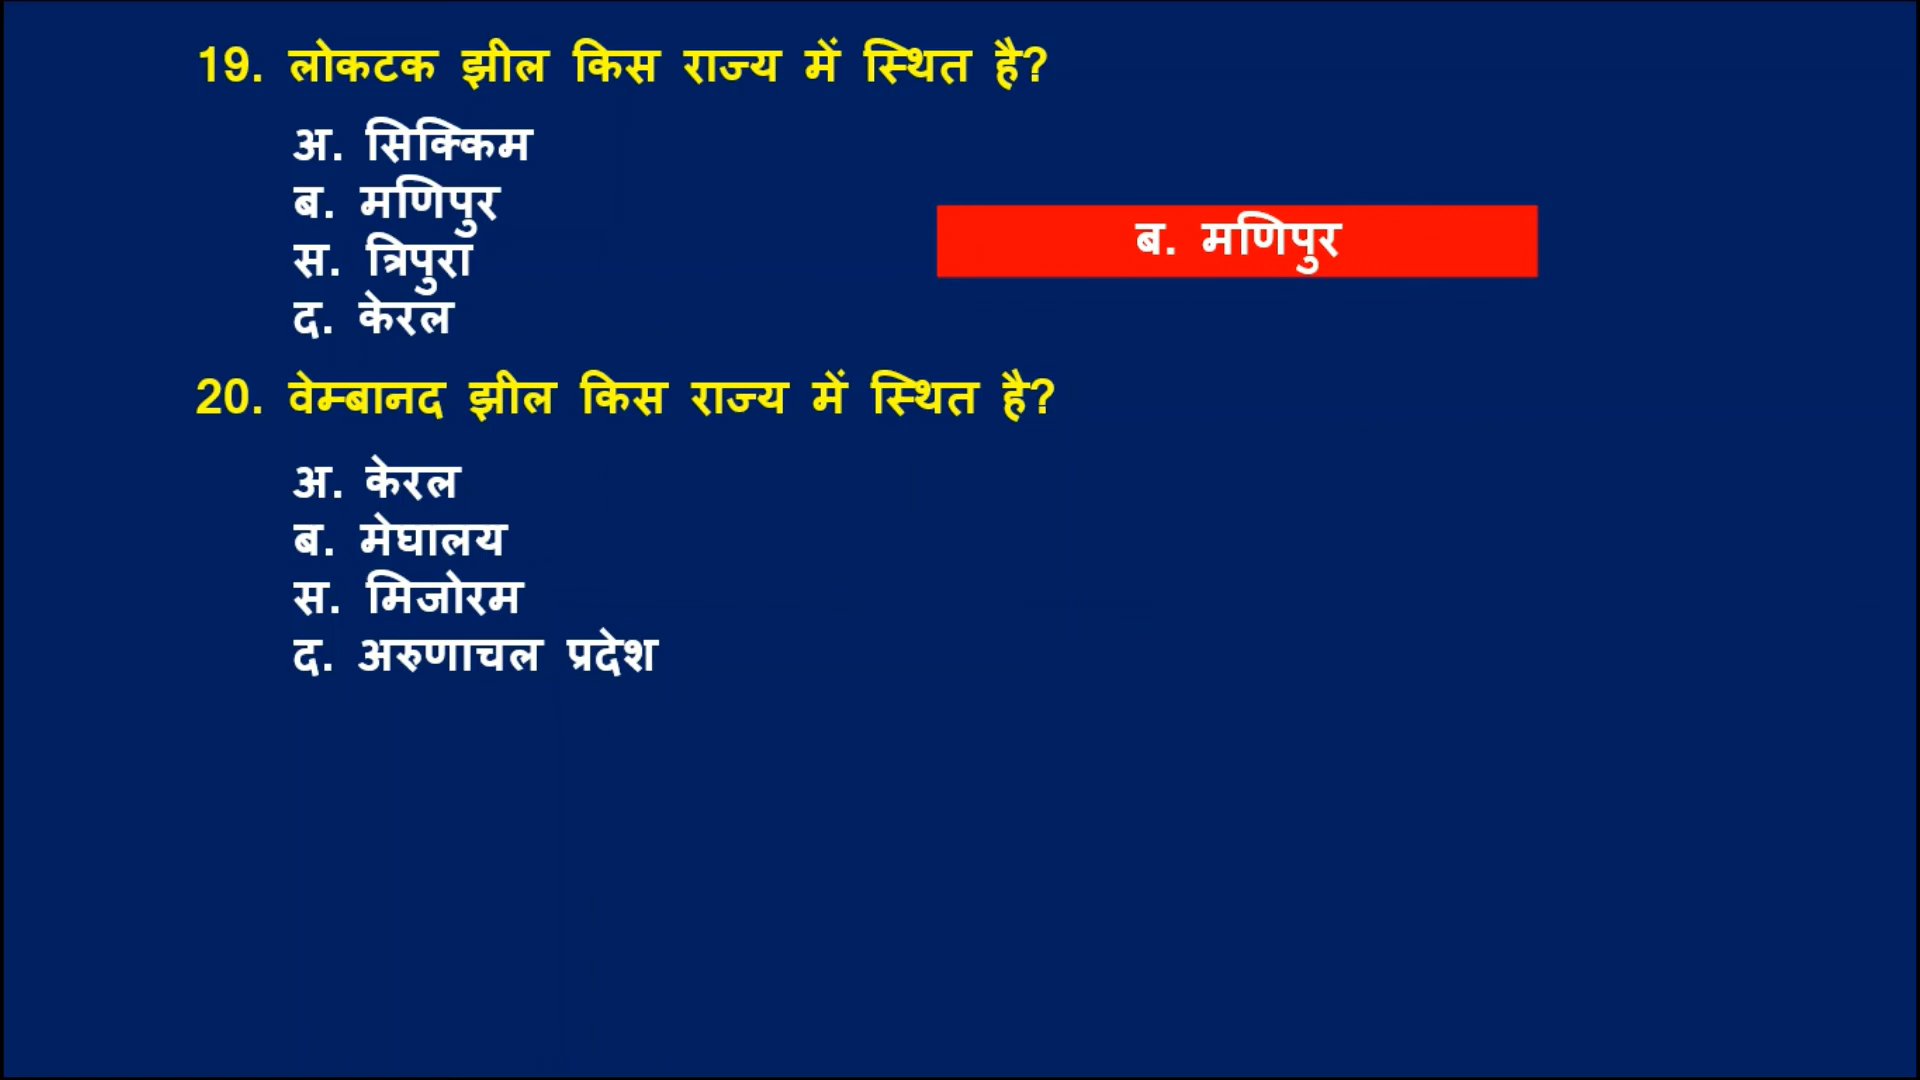 19. लोकटक झील किस राज्य में स्थित है?
अ. सिक्किम
ब. मणिपुर
स. त्रिपुरा
द. केरल
ब. मणिपुर
20. वेम्बानद झील किस राज्य में स्थित है?
अ. केरल
ब. मेघालय
स. मिजोरम
द. अरुणाचल प्रदेश